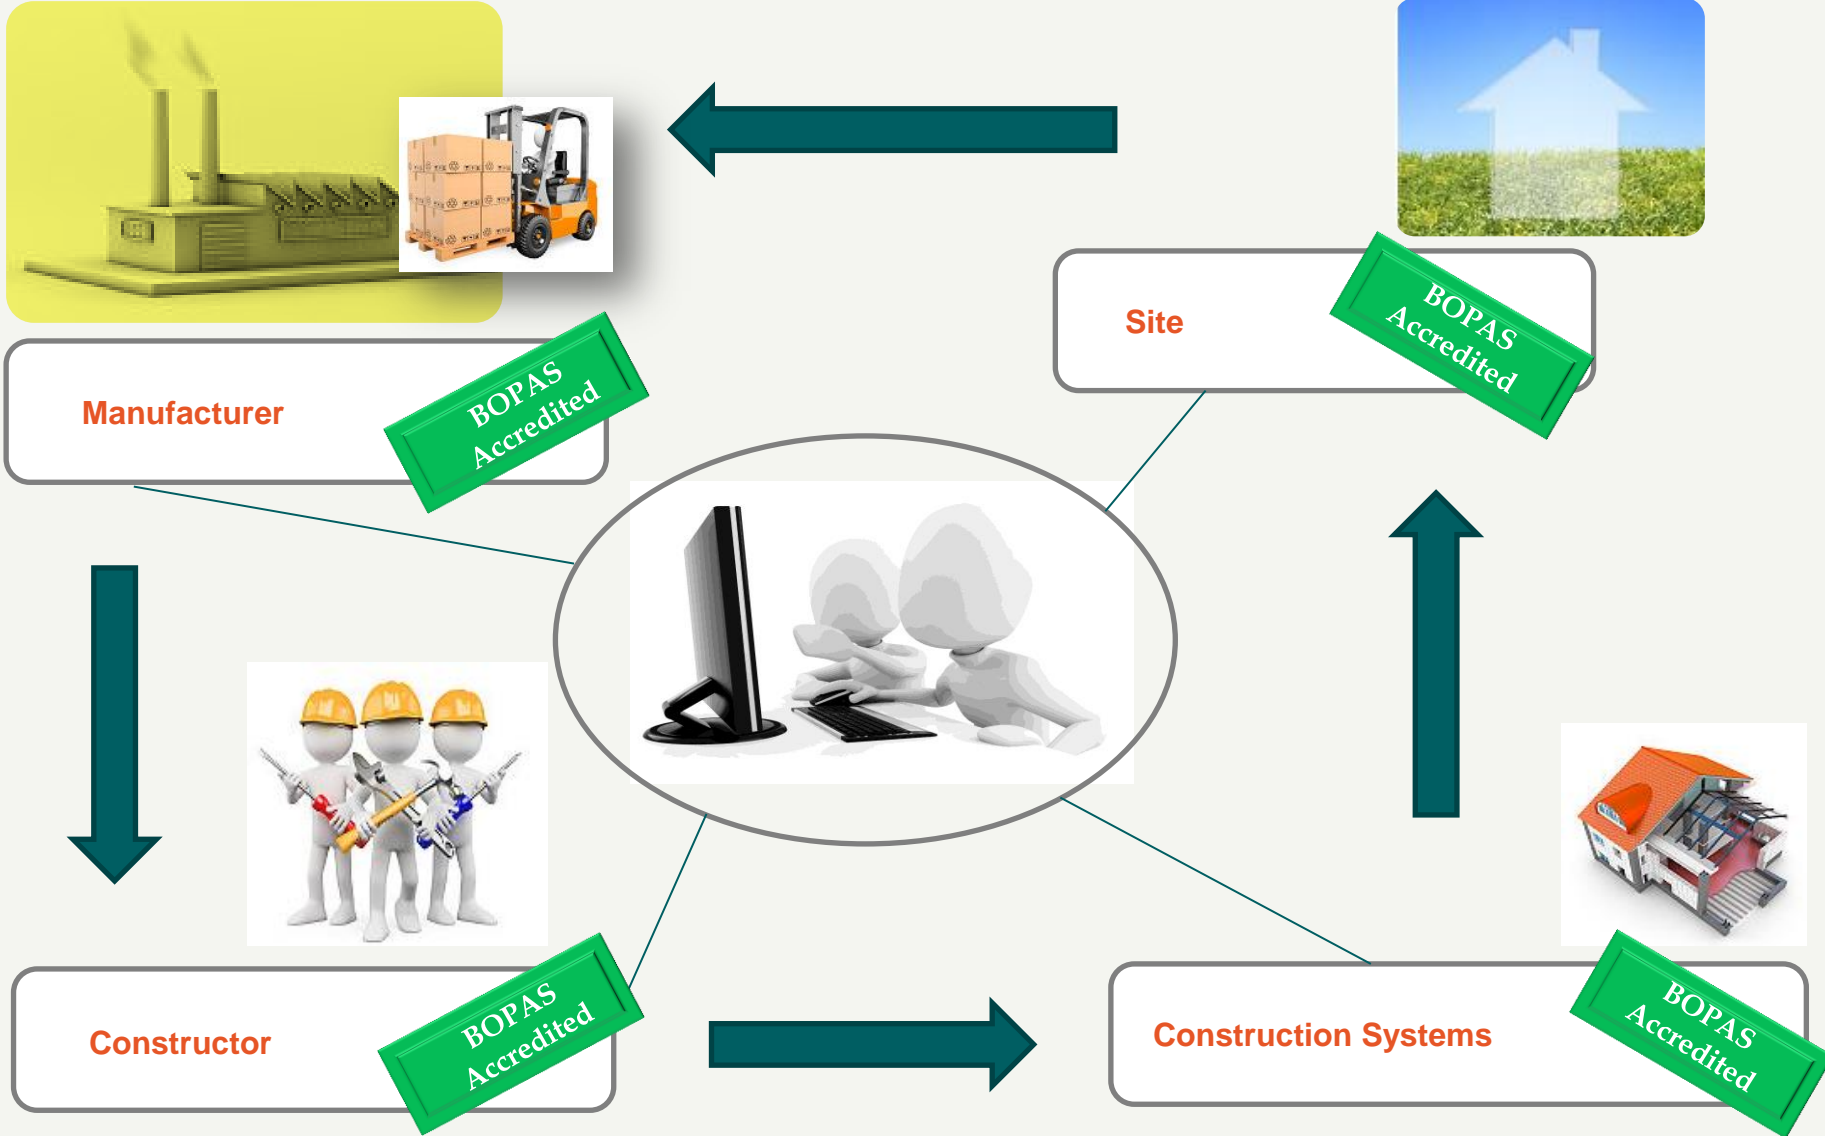 Manufacturer
BOPAS
Accredited
Site
BOPAS
Accredited
Constructor
BOPAS
Accredited
Construction Systems
BOPAS
Accredited